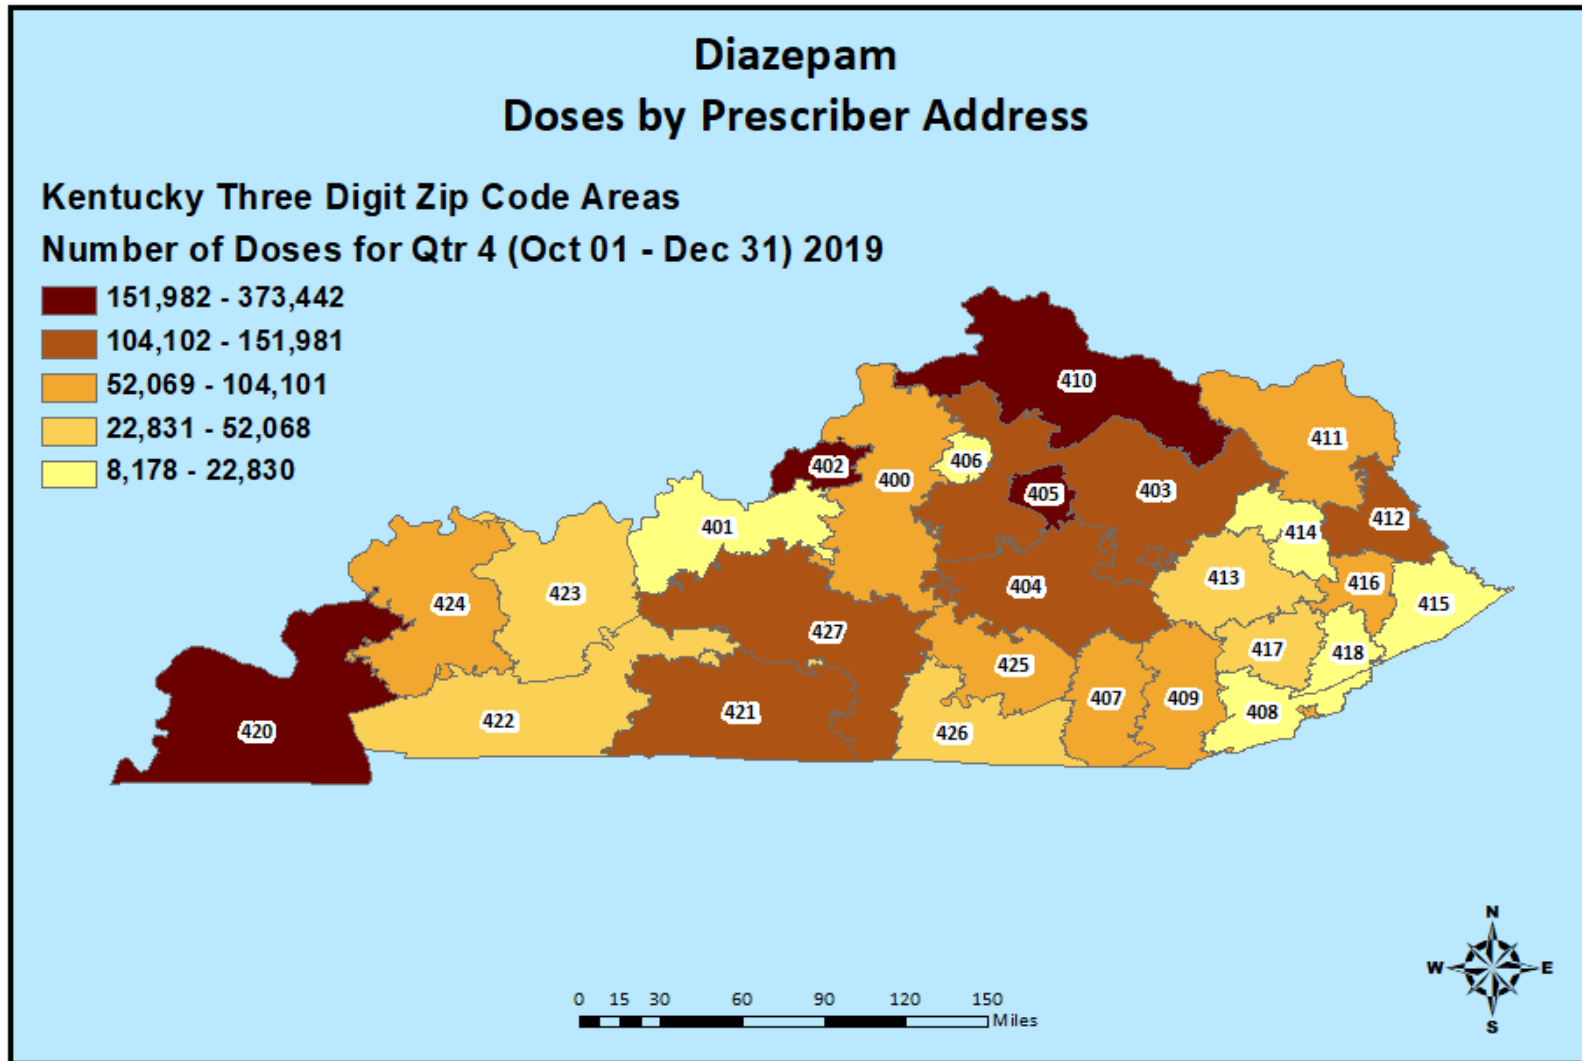 Diazepam
Doses by Prescriber Address
Kentucky Three Digit Zip Code Areas
Number of Doses for Qtr 4 (Oct 01 - Dec 31) 2019
151,982 - 373,442
104,102 - 151,981
52,069 - 104,101
22,831 - 52,068
8,178 - 22,830
410
411
402
406
400
405
403
412
401
414
413
416
404
415
423
424
427
417
418
425
407
409
421
408
422
420
426
N
W E
S
0 15 30 60 90 120 150
Miles